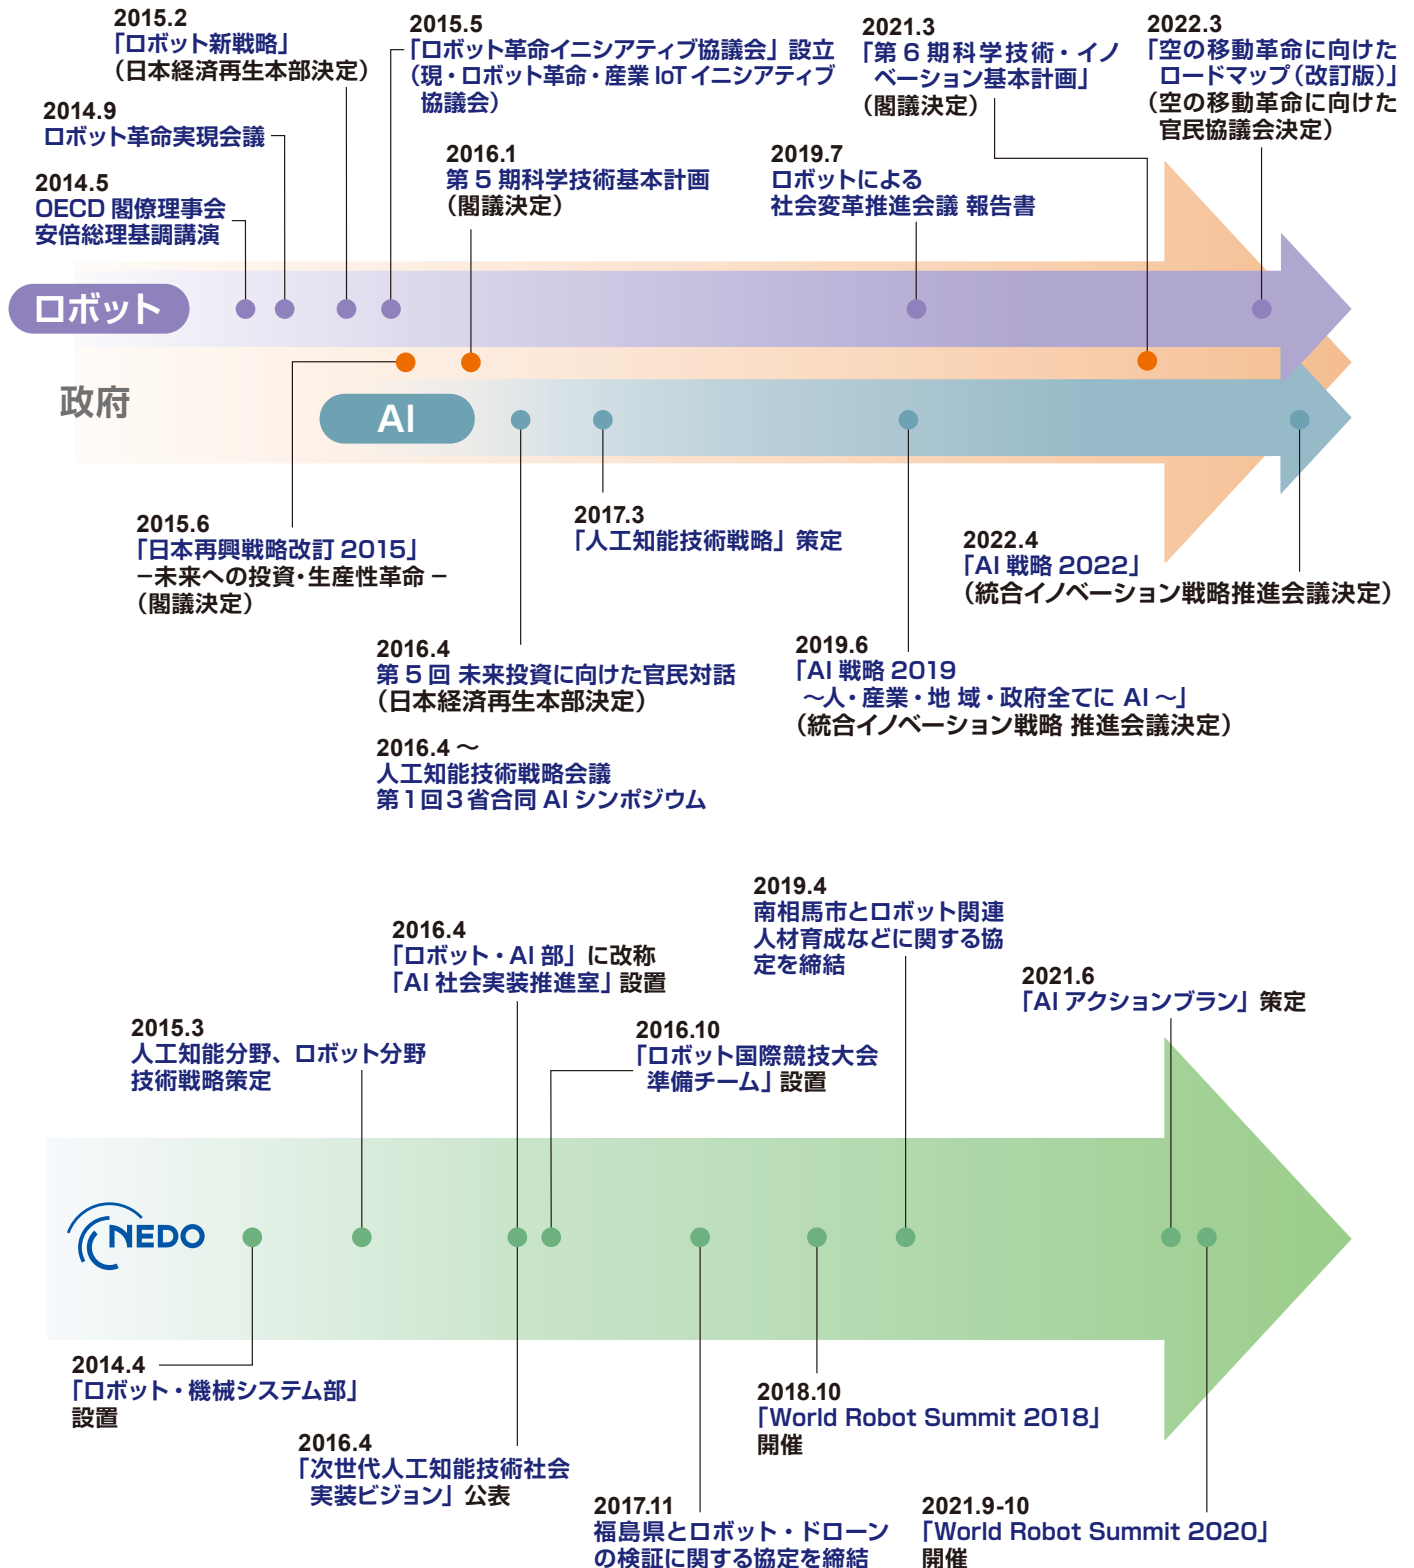 2015.2
「ロボット新戦略」
（日本経済再生本部決定）
2015.5
「ロボット革命イニシアティブ協議会」設立
（現・ロボット革命・産業 IoT イニシアティブ
協議会）
2021.3
「第 6 期科学技術・イノ
ベーション基本計画」
（閣議決定）
2022.3
「空の移動革命に向けた
ロードマップ（改訂版）」
（空の移動革命に向けた
官民協議会決定）
2014.9
ロボット革命実現会議
2016.1
第 5 期科学技術基本計画
（閣議決定）
2019.7
ロボットによる
社会変革推進会議 報告書
2014.5
OECD 閣僚理事会
安倍総理基調講演
ロボット
政府
AI
2015.6
「日本再興戦略改訂 2015」
－未来への投資・生産性革命－
（閣議決定）
2017.3
「人工知能技術戦略」策定
2022.4
「AI 戦略 2022」
（統合イノベーション戦略推進会議決定）
2016.4
第 5 回 未来投資に向けた官民対話
（日本経済再生本部決定）
2016.4 ～
人工知能技術戦略会議
第1回3省合同 AI シンポジウム
2019.6
「AI 戦略 2019
～人・産業・地 域・政府全てに AI ～」
（統合イノベーション戦略 推進会議決定）
2019.4
南相馬市とロボット関連
人材育成などに関する協
定を締結
2016.4
「ロボット・AI 部」に改称
「AI 社会実装推進室」設置
2021.6
「AI アクションプラン」策定
2015.3
人工知能分野、ロボット分野
技術戦略策定
2016.10
「ロボット国際競技大会
準備チーム」設置
NEDO
2014.4
「ロボット・機械システム部」
設置
2016.4
「次世代人工知能技術社会
実装ビジョン」公表
2018.10
「World Robot Summit 2018」
開催
2017.11
福島県とロボット・ドローン
の検証に関する協定を締結
2021.9-10
「World Robot Summit 2020」
開催